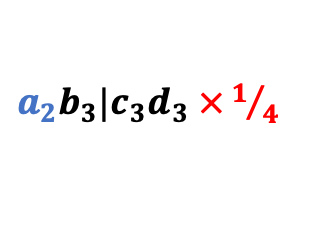 a₂b₃|c₃d₃ × ¹/₄